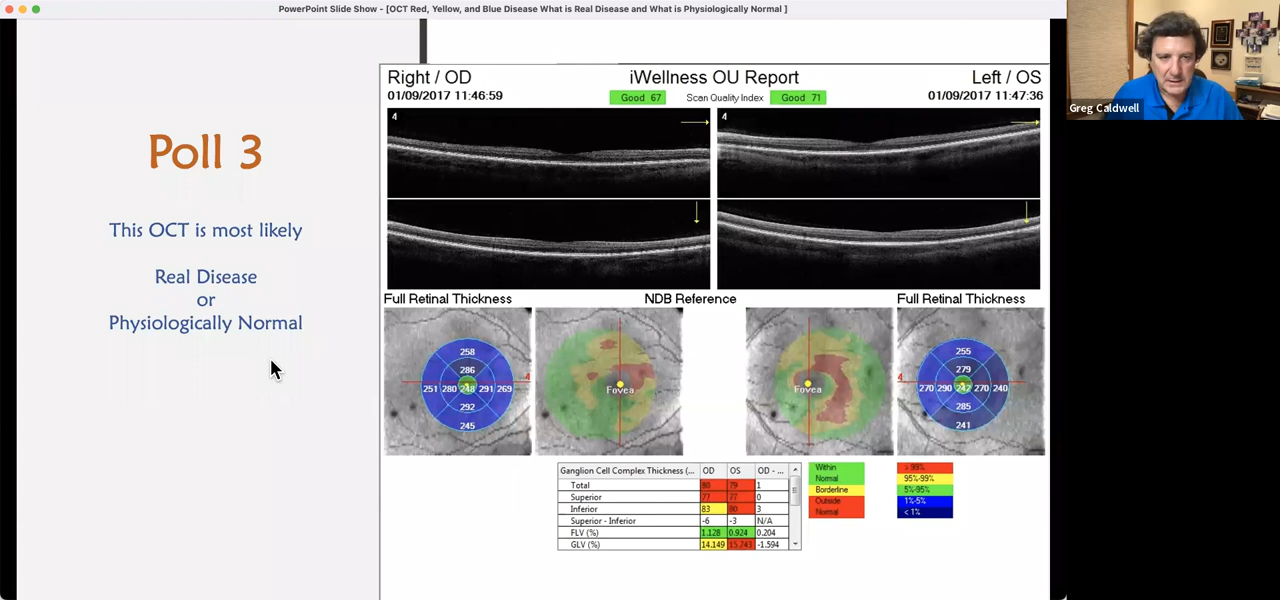 PowerPoint Slide Show - [OCT Red, Yellow, and Blue Disease What is Real Disease and What is Physiologically Normal ]
Greg Caldwell
Poll 3
This OCT is most likely
Real Disease
or
Physiologically Normal
Right / OD
iWellness OU Report
Left / OS
01/09/2017 11:46:59
Good 67
Scan Quality Index
Good 71
01/09/2017 11:47:36
4
4
Full Retinal Thickness
NDB Reference
Full Retinal Thickness
258
286
251 280 248 291 269
292
245
4
Fovea
Fovea
255
279
270 290 242 270 240
285
241
4
Ganglion Cell Complex Thickness (... OD OS OD - ...
Total 80 79 1
Superior 77 77 0
Inferior 83 80 3
Superior - Inferior -6 -3 N/A
FLV (%) 1.128 0.924 0.204
GLV (%) 14.149 15.743 -1.594
Within
Normal
Borderline
Outside
Normal
> 99%
95%-99%
5%-95%
1%-5%
< 1%